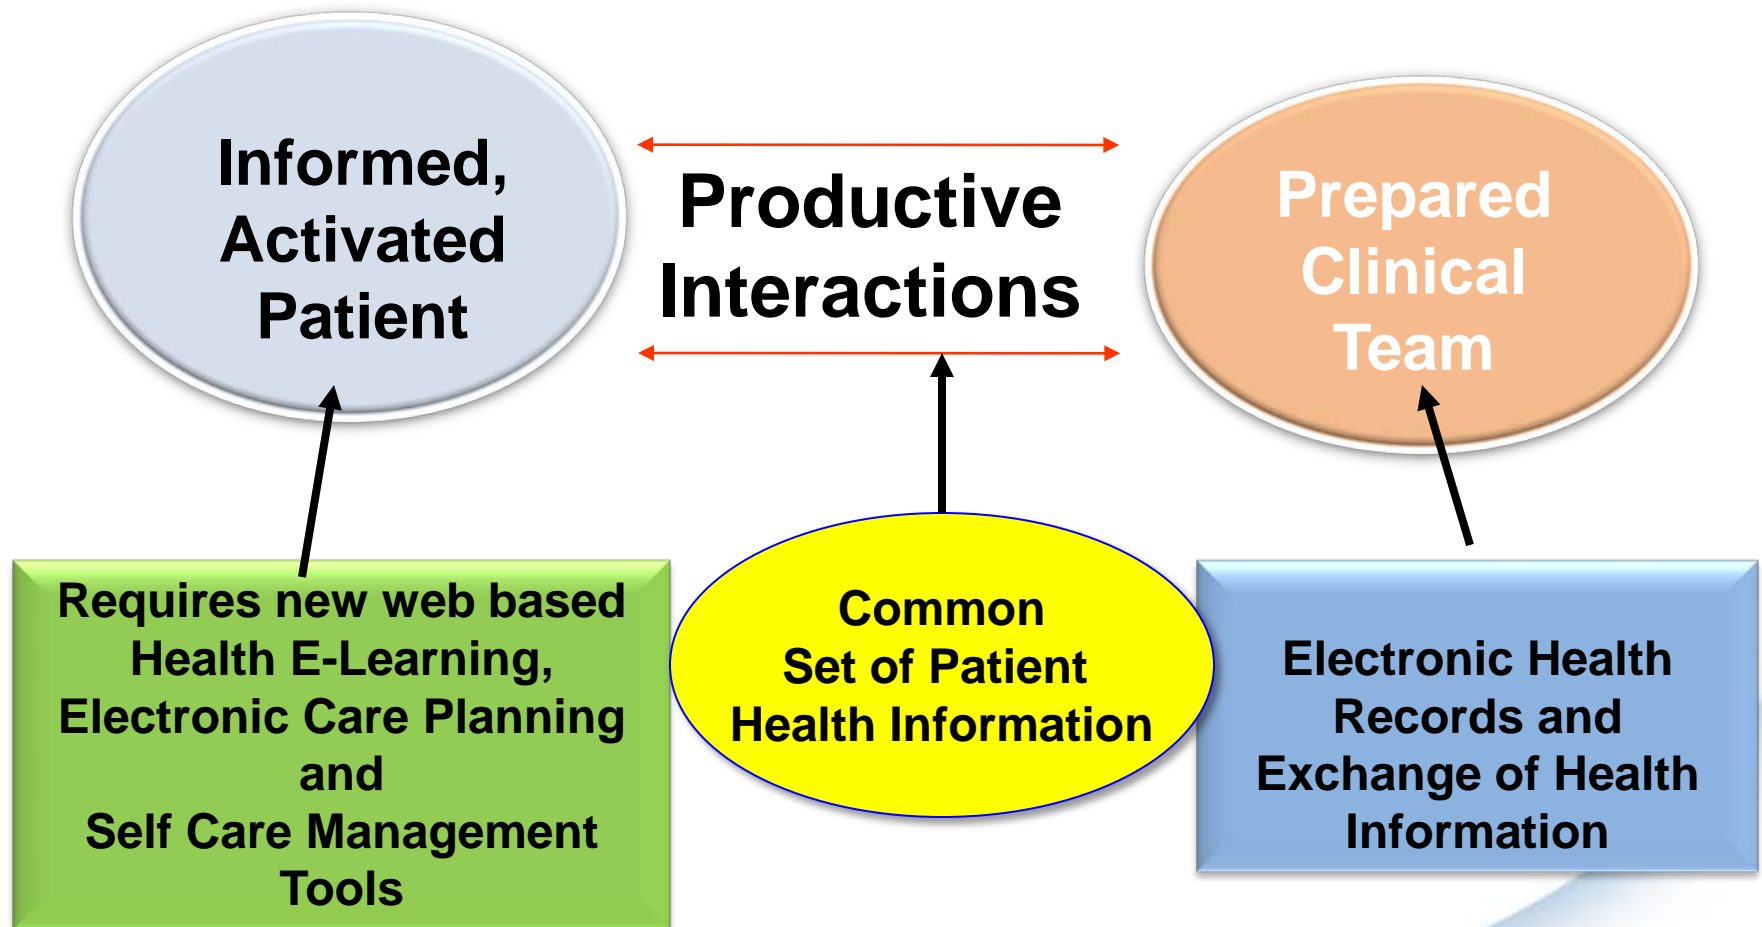 Informed,
Activated
Patient
Productive
Interactions
Prepared
Clinical
Team
Requires new web based
Health E-Learning,
Electronic Care Planning
and
Self Care Management
Tools
Common
Set of Patient
Health Information
Electronic Health
Records and
Exchange of Health
Information